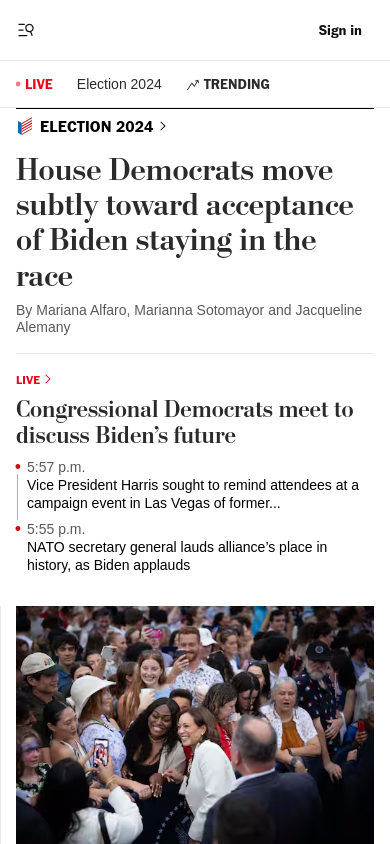 Sign in
LIVE Election 2024 TRENDING
ELECTION 2024
House Democrats move
subtly toward acceptance
of Biden staying in the
race
By Mariana Alfaro, Marianna Sotomayor and Jacqueline
Alemany
LIVE
Congressional Democrats meet to
discuss Biden’s future
5:57 p.m.
Vice President Harris sought to remind attendees at a
campaign event in Las Vegas of former...
5:55 p.m.
NATO secretary general lauds alliance’s place in
history, as Biden applauds